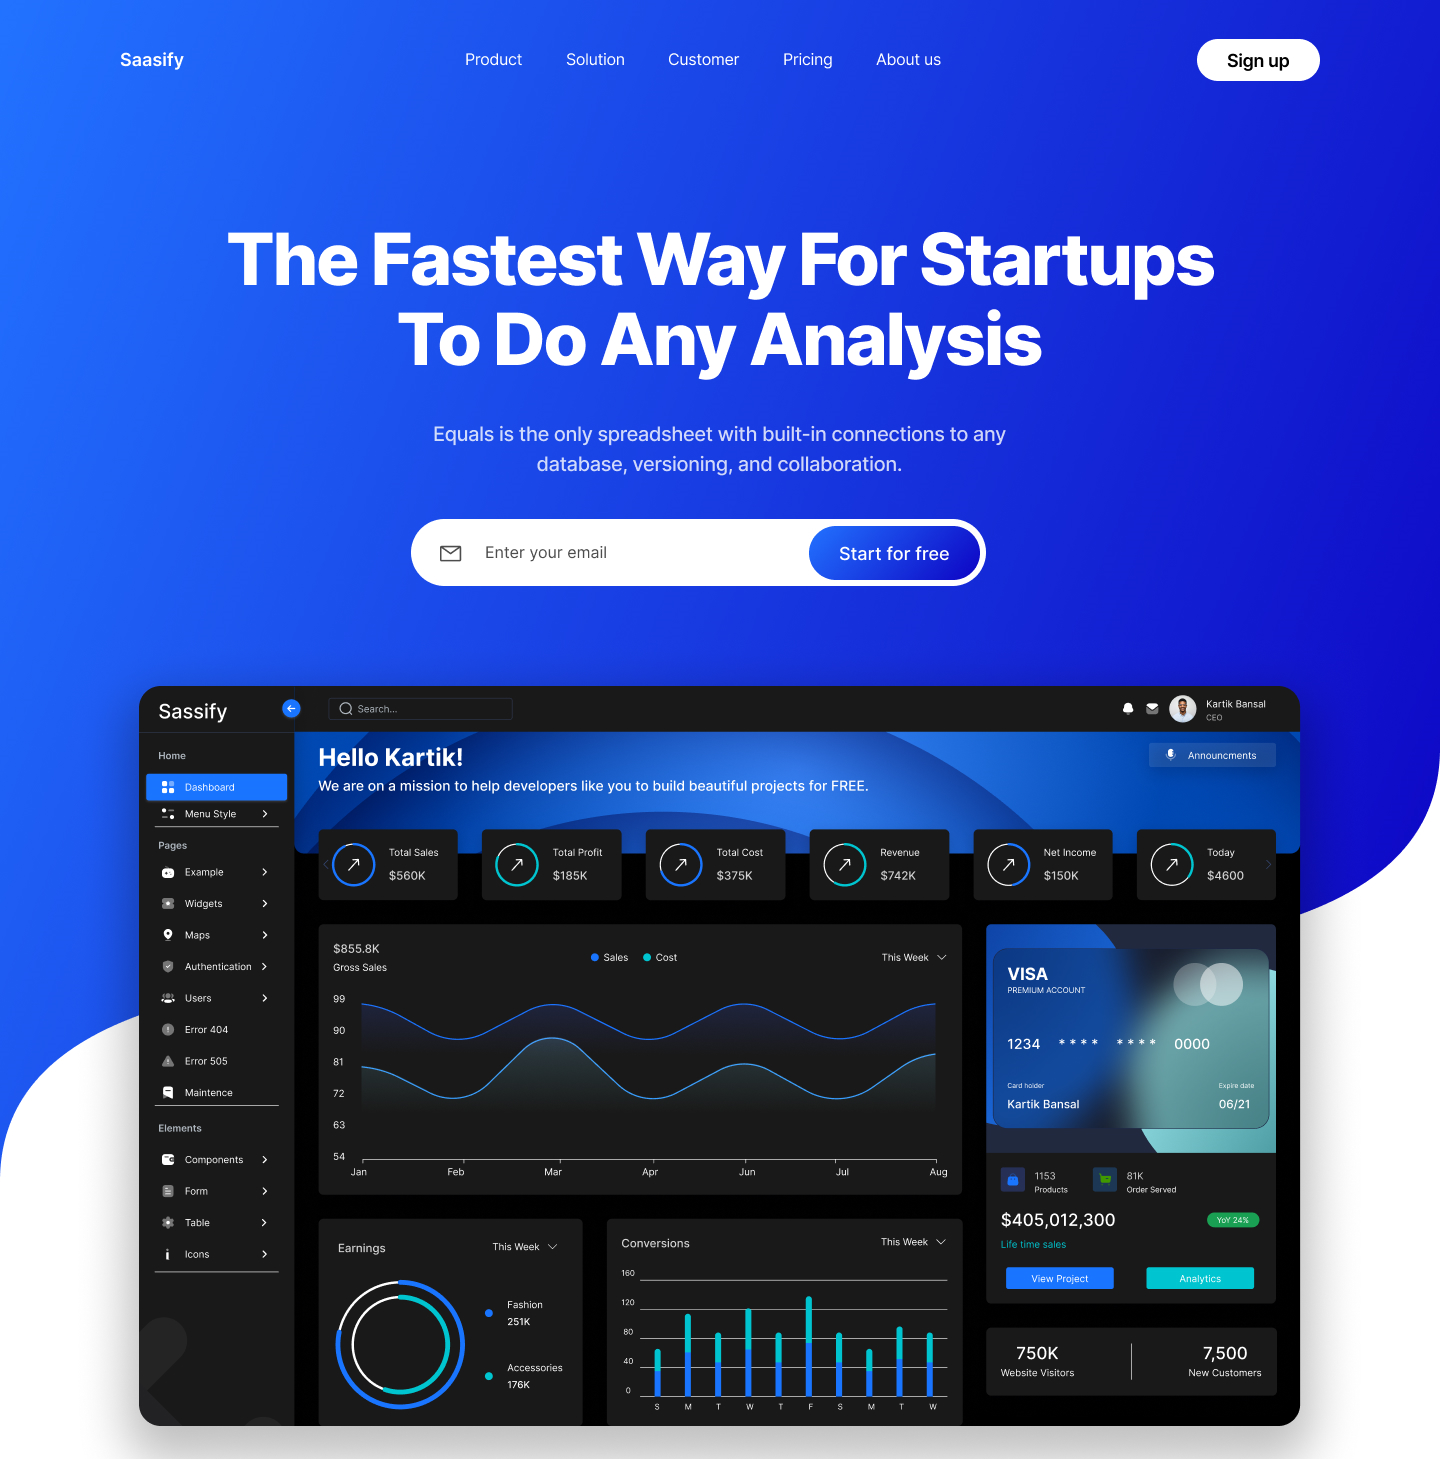 Saasify
Product
Solution
Customer
Pricing
About us
Sign up
The Fastest Way For Startups
To Do Any Analysis
Equals is the only spreadsheet with built-in connections to any
database, versioning, and collaboration.
Enter your email
Start for free
Sassify
Search...
Kartik Bansal
CEO
Home
Dashboard
Menu Style
Pages
Example
Widgets
Maps
Authentication
Users
Error 404
Error 505
Maintence
Elements
Components
Form
Table
Icons
Hello Kartik!
We are on a mission to help developers like you to build beautiful projects for FREE.
Announcments
Total Sales
$560K
Total Profit
$185K
Total Cost
$375K
Revenue
$742K
Net Income
$150K
Today
$4600
$855.8K
Gross Sales
Sales
Cost
This Week
99
90
81
72
63
54
Jan
Feb
Mar
Apr
Jun
Jul
Aug
VISA
PREMIUM ACCOUNT
1234 **** **** 0000
Card holder
Expire date
Kartik Bansal
06/21
1153
Products
81K
Order Served
$405,012,300
YoY 24%
Life time sales
View Project
Analytics
Earnings
This Week
Fashion
251K
Accessories
176K
Conversions
This Week
160
120
80
40
0
S
M
T
W
T
F
S
M
T
W
750K
Website Visitors
7,500
New Customers